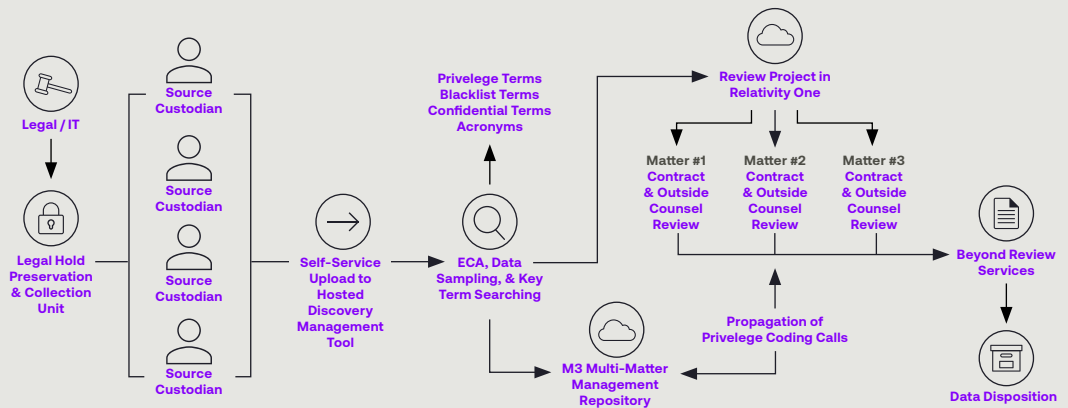 Legal / IT
Legal Hold
Preservation
& Collection
Unit
Source
Custodian
Source
Custodian
Source
Custodian
Source
Custodian
Self-Service
Upload to
Hosted
Discovery
Management
Tool
Privelege Terms
Blacklist Terms
Confidential Terms
Acronyms
ECA, Data
Sampling, & Key
Term Searching
M3 Multi-Matter
Management
Repository
Review Project in
Relativity One
Matter #1
Contract
& Outside
Counsel
Review
Matter #2
Contract
& Outside
Counsel
Review
Matter #3
Contract
& Outside
Counsel
Review
Propagation of
Privelege Coding Calls
Beyond Review
Services
Data Disposition